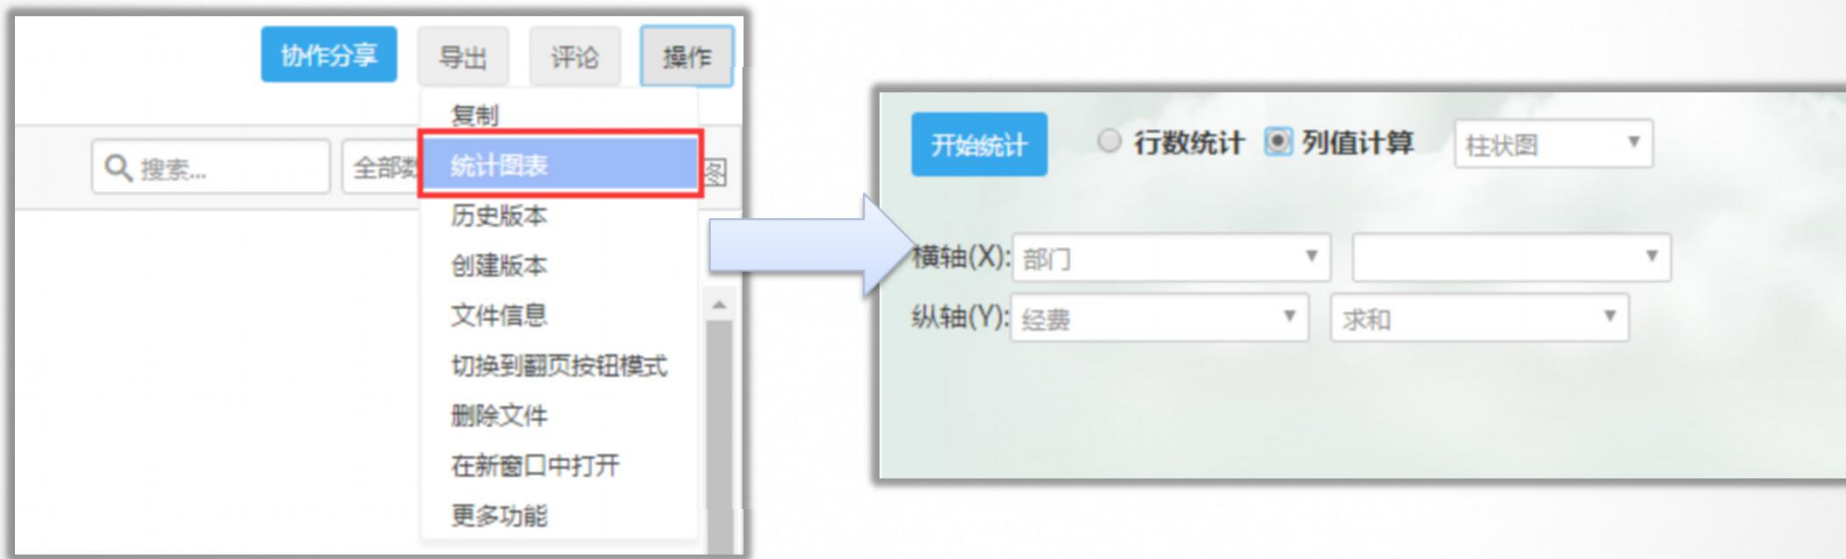 协作分享 导出 评论 操作
复制
搜索... 全部数
统计图表
历史版本
创建版本
文件信息
切换到翻页按钮模式
删除文件
在新窗口中打开
更多功能
开始统计 行数统计 列值计算 柱状图
横轴(X): 部门
纵轴(Y): 经费 求和